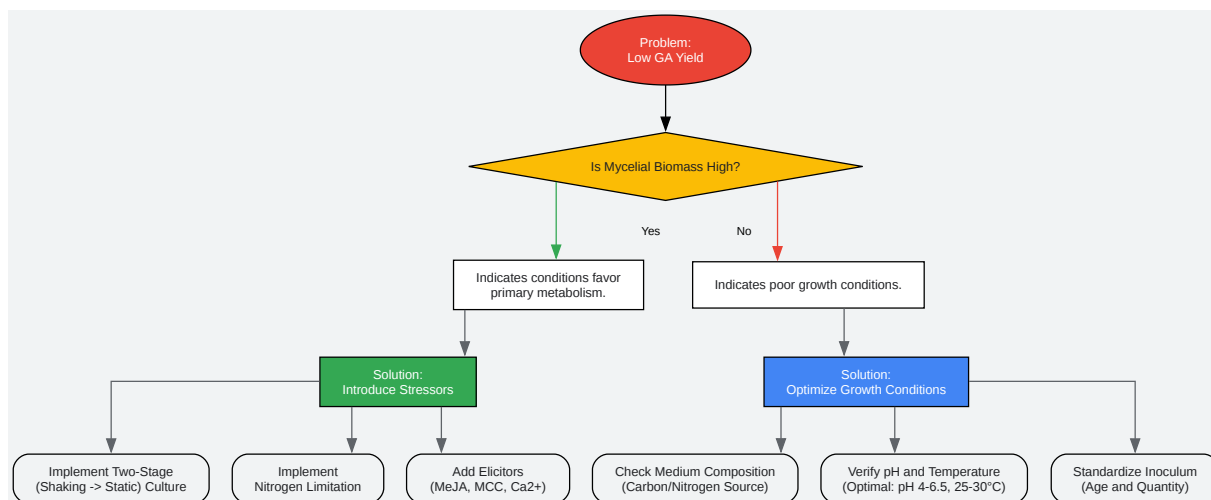 Problem:
Low GA Yield
Is Mycelial Biomass High?
Yes
No
Indicates conditions favor
primary metabolism.
Indicates poor growth conditions.
Solution:
Introduce Stressors
Solution:
Optimize Growth Conditions
Implement Two-Stage
(Shaking -> Static) Culture
Implement
Nitrogen Limitation
Add Elicitors
(MeJA, MCC, Ca2+)
Check Medium Composition
(Carbon/Nitrogen Source)
Verify pH and Temperature
(Optimal: pH 4-6.5, 25-30°C)
Standardize Inoculum
(Age and Quantity)